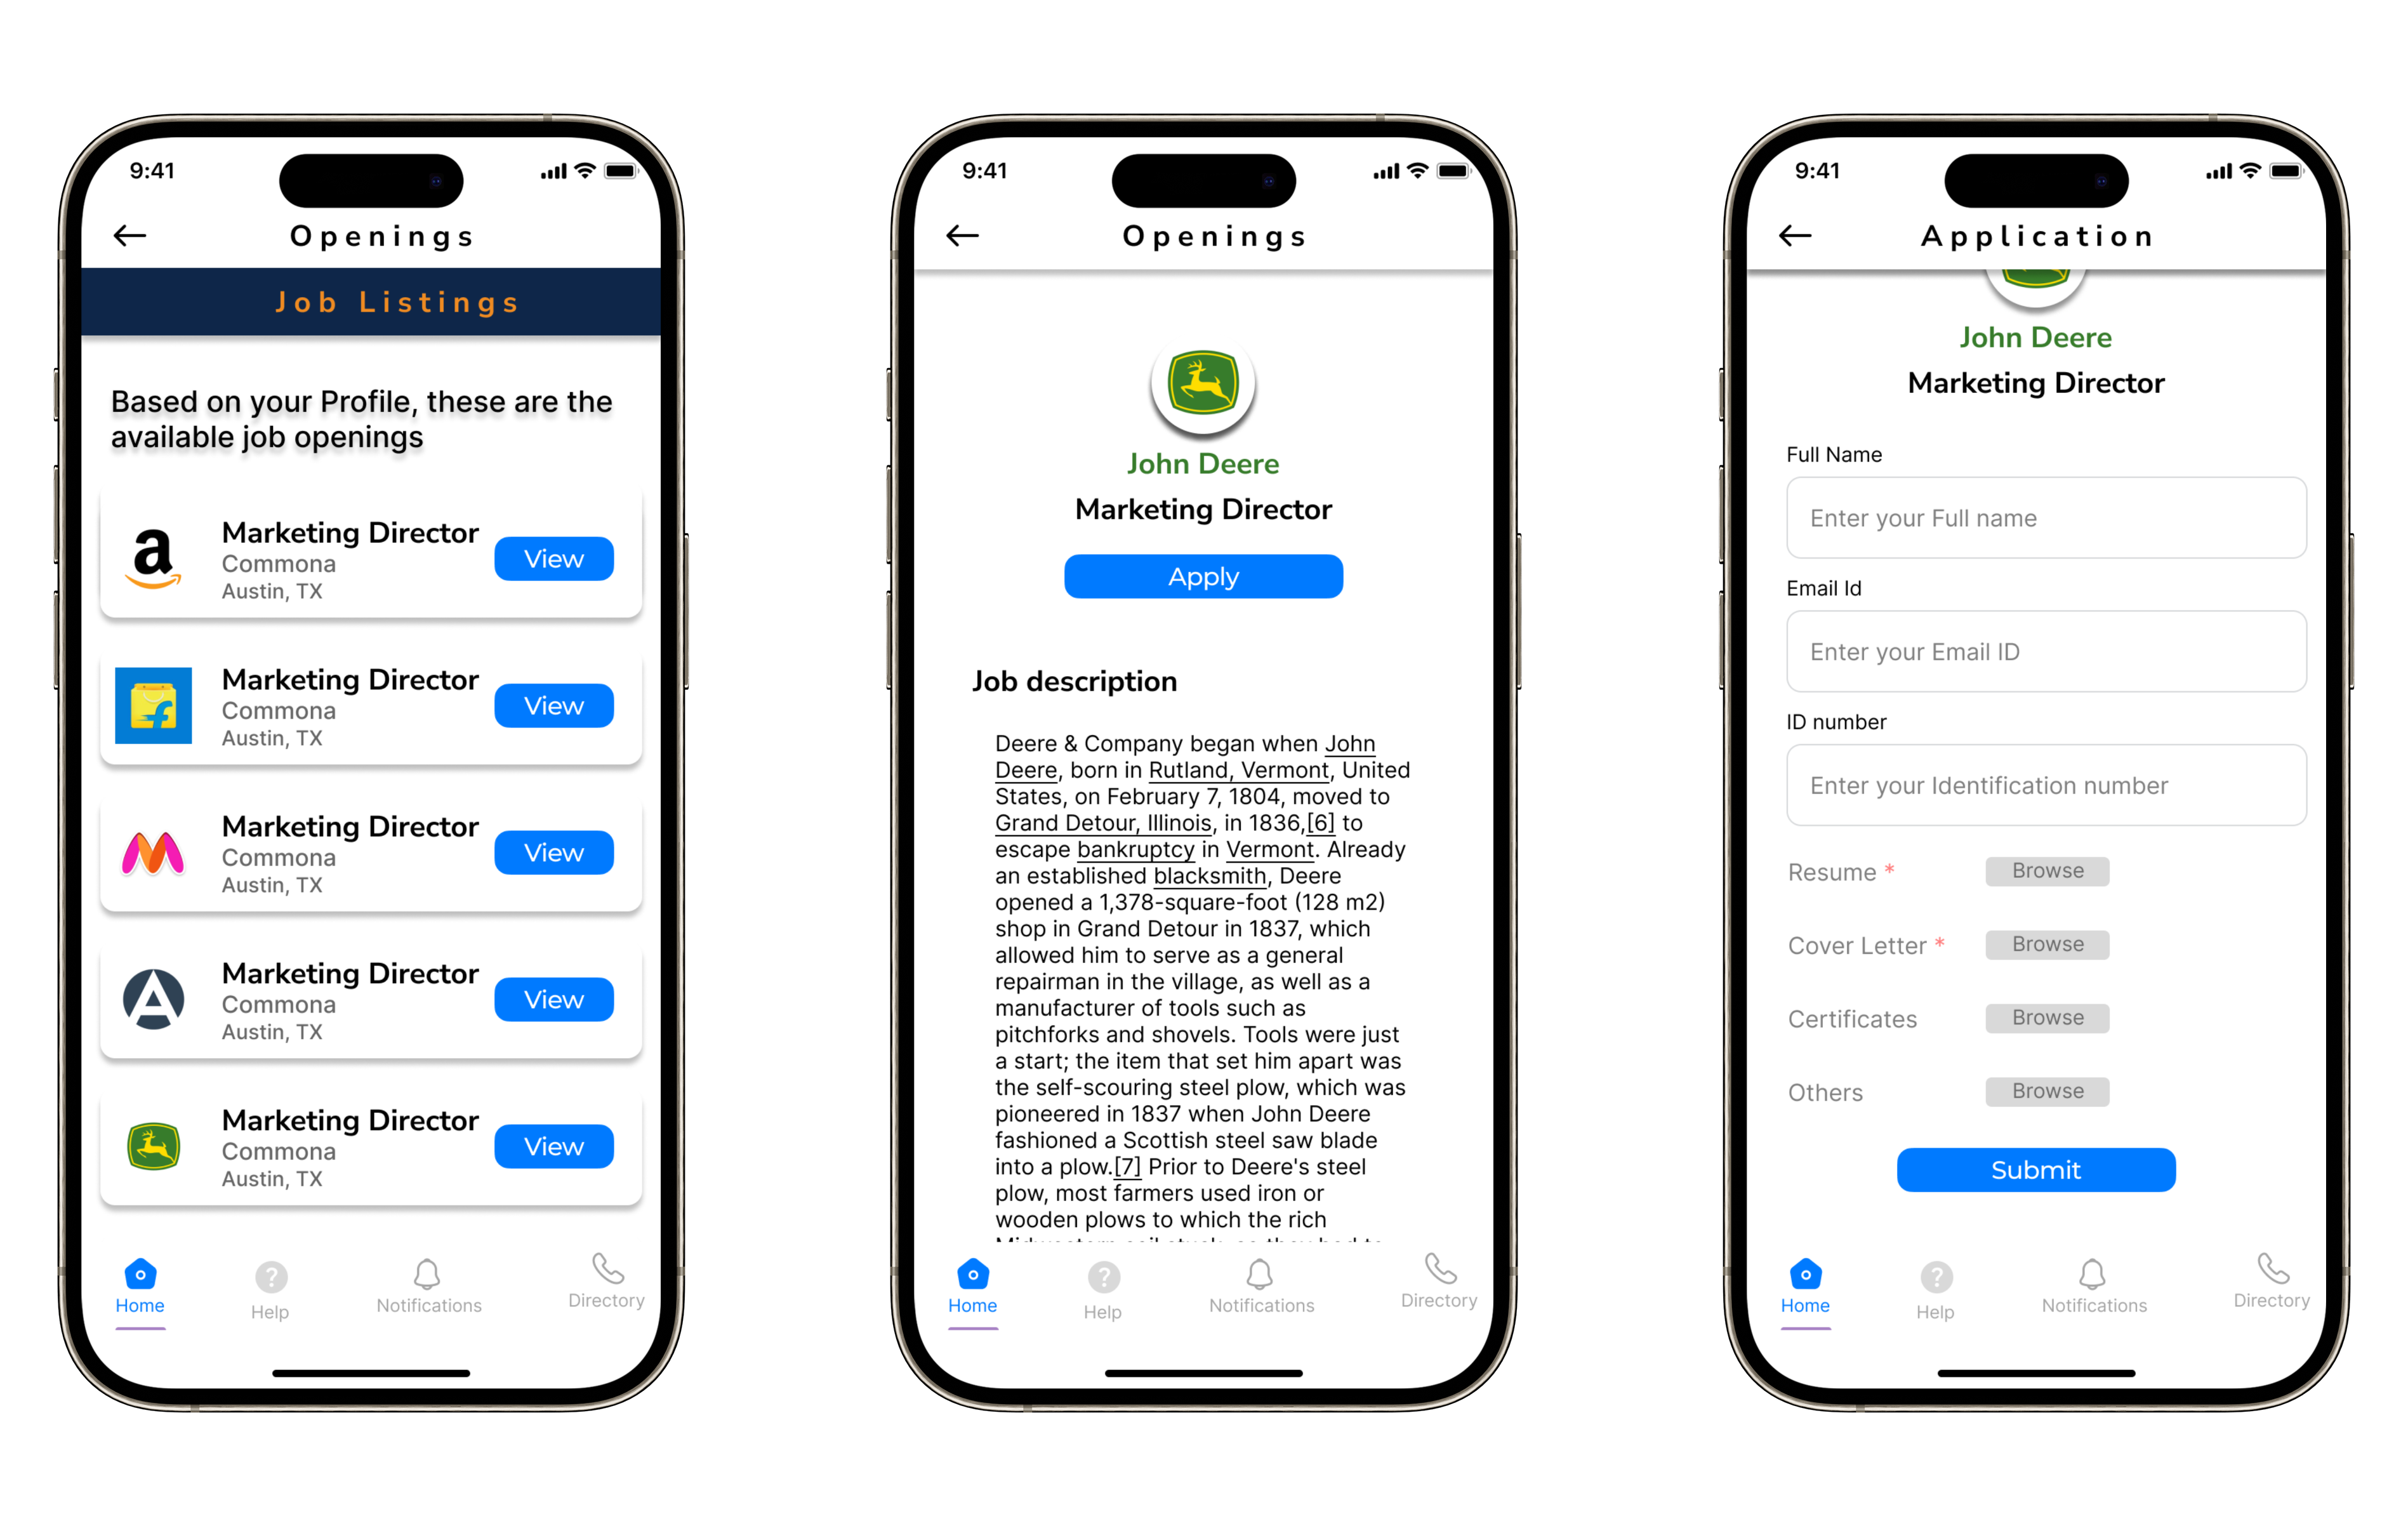 9:41
Openings
Job Listings
Based on your Profile, these are the
available job openings
a
Marketing Director
Commona
Austin, TX
View
f
Marketing Director
Commona
Austin, TX
View
Marketing Director
Commona
Austin, TX
View
Marketing Director
Commona
Austin, TX
View
Marketing Director
Commona
Austin, TX
View
Home
?
Help
Notifications
Directory
9:41
Openings
John Deere
Marketing Director
Apply
Job description
Deere & Company began when John
Deere, born in Rutland, Vermont, United
States, on February 7, 1804, moved to
Grand Detour, Illinois, in 1836,[6] to
escape bankruptcy in Vermont. Already
an established blacksmith, Deere
opened a 1,378-square-foot (128 m2)
shop in Grand Detour in 1837, which
allowed him to serve as a general
repairman in the village, as well as a
manufacturer of tools such as
pitchforks and shovels. Tools were just
a start; the item that set him apart was
the self-scouring steel plow, which was
pioneered in 1837 when John Deere
fashioned a Scottish steel saw blade
into a plow.[7] Prior to Deere's steel
plow, most farmers used iron or
wooden plows to which the rich
Home
?
Help
Notifications
Directory
9:41
Application
John Deere
Marketing Director
Full Name
Enter your Full name
Email Id
Enter your Email ID
ID number
Enter your Identification number
Resume *
Browse
Cover Letter *
Browse
Certificates
Browse
Others
Browse
Submit
Home
?
Help
Notifications
Directory